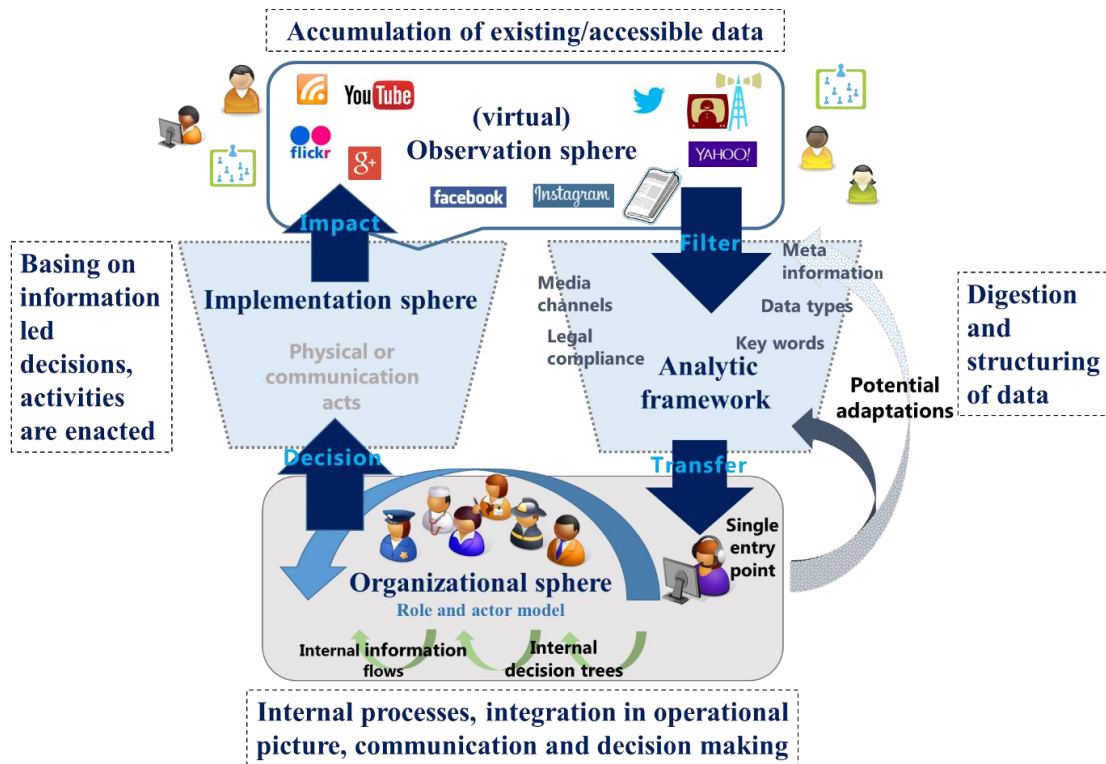 Accumulation of existing/accessible data
YouTube
(virtual)
Observation sphere
flickr
g+
YAHOO!
facebook
Instagram
Impact
Filter
Basing on
information
led
decisions,
activities
are enacted
Implementation sphere
Physical or
communication
acts
Media
channels
Legal
compliance
Meta
information
Data types
Key words
Analytic
framework
Digestion
and
structuring
of data
Potential
adaptations
Decision
Transfer
Single
entry
point
Organizational sphere
Role and actor model
Internal information
flows
Internal
decision trees
Internal processes, integration in operational
picture, communication and decision making